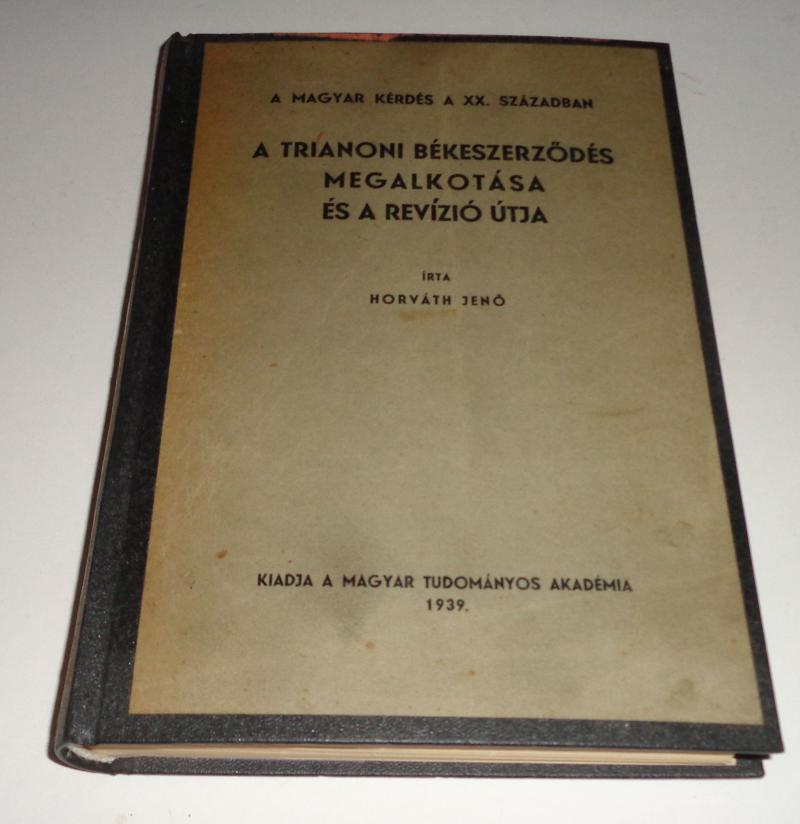 A MAGYAR KÉRDÉS A XX. SZÁZADBAN
A TRIANONI BÉKESZERZŐDÉS
MEGALKOTÁSA
ÉS A REVÍZIÓ ÚTJA
ÍRTA
HORVÁTH JENŐ
KIADJA A MAGYAR TUDOMÁNYOS AKADÉMIA
1939.